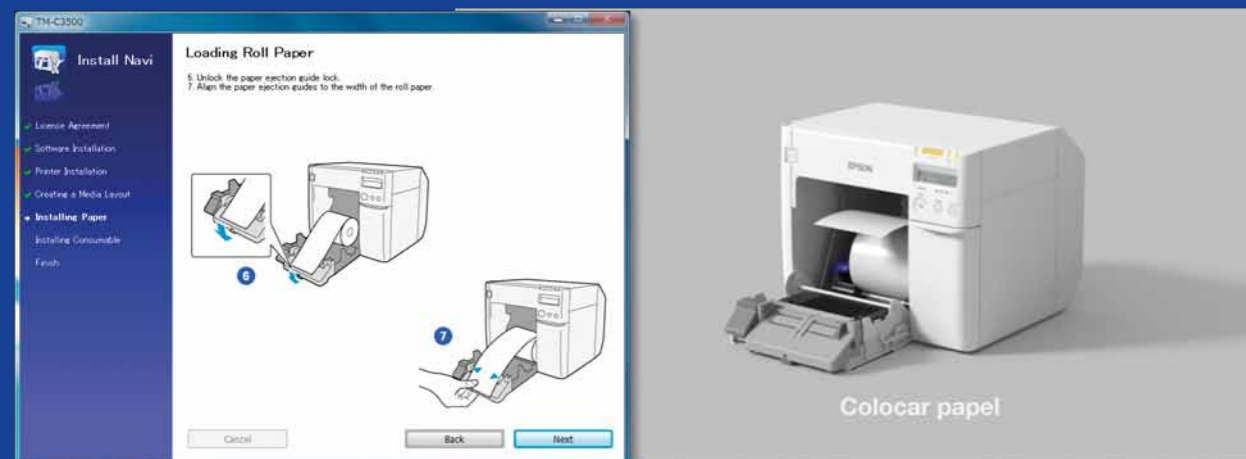 TM-C3500
Install Navi
License Agreement
Software Installation
Printer Installation
Creating a Media Layout
Installing Paper
Installing Consumable
Finish
Loading Roll Paper
6. Unlock the paper ejection guide lock.
7. Align the paper ejection guides to the width of the roll paper.
6
7
Cancel
Back
Next
EPSON
Colocar papel